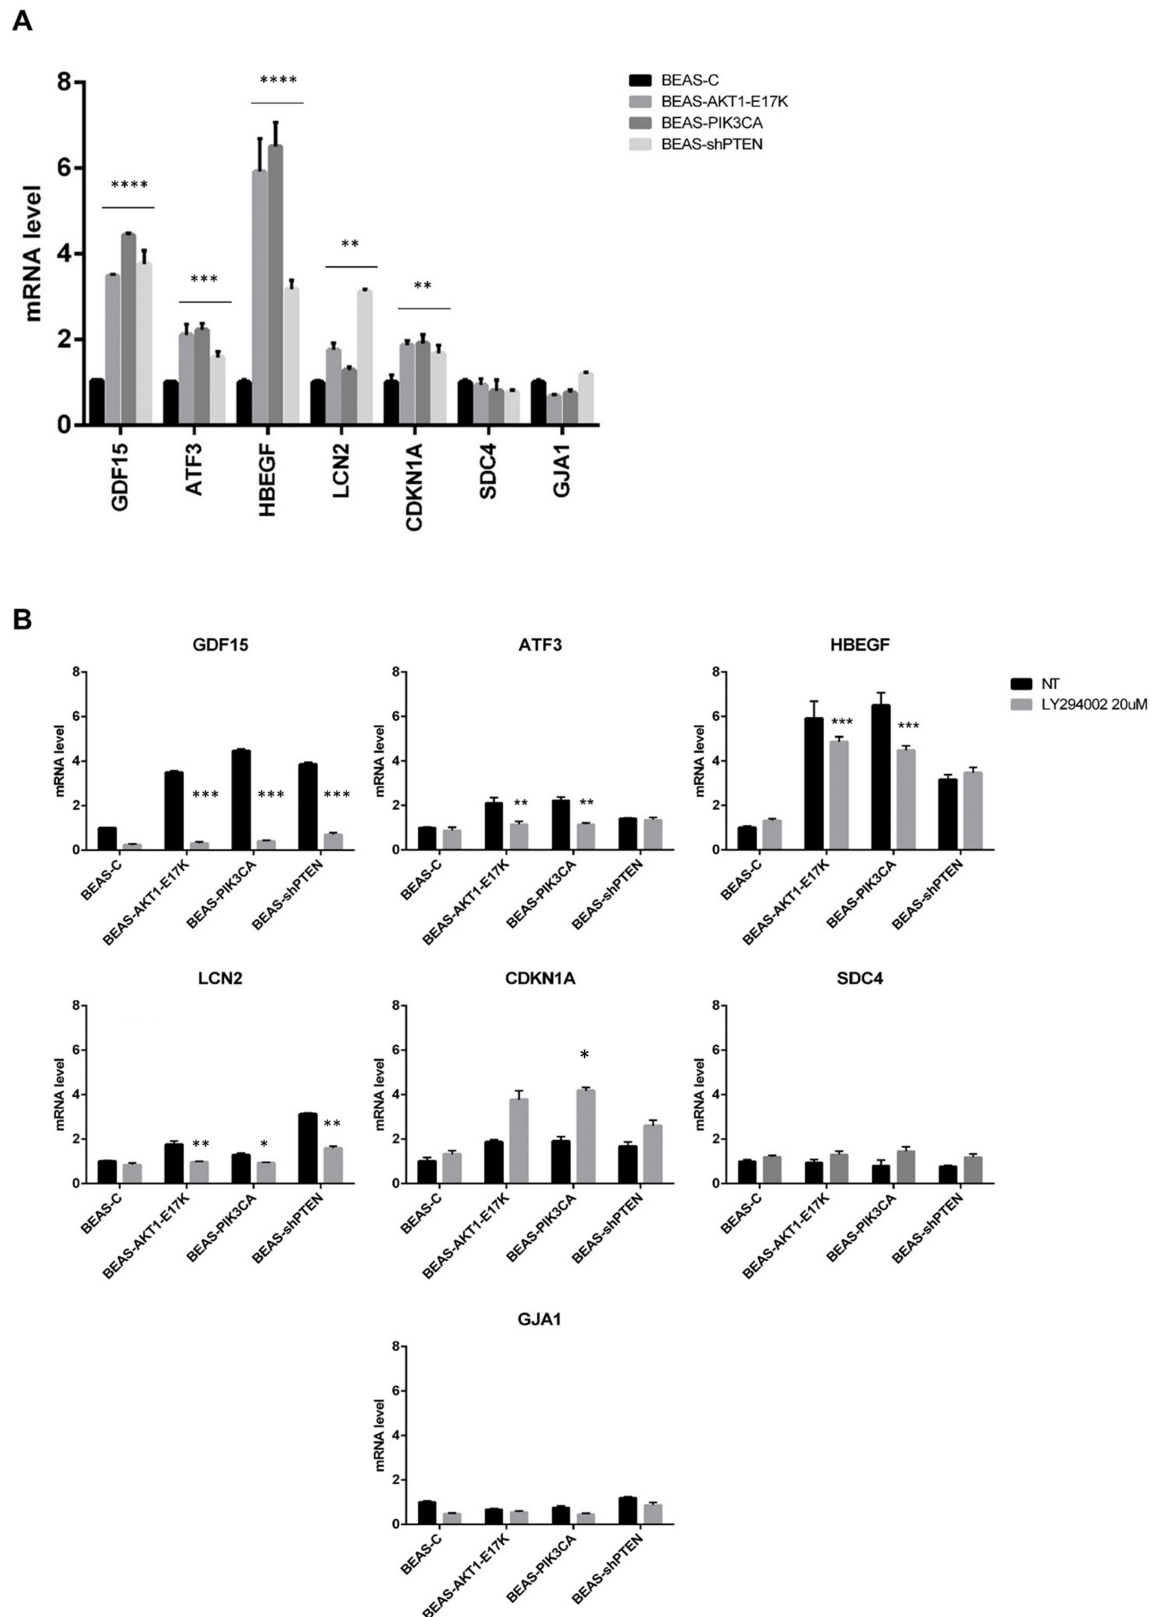 A
BEAS-C
BEAS-AKT1-E17K
BEAS-PIK3CA
BEAS-shPTEN
mRNA level
8
6
4
2
0
****
***
****
**
**
GDF15
ATF3
HBEGF
LCN2
CDKN1A
SDC4
GJA1
B
NT
LY294002 20uM
GDF15
mRNA level
8
6
4
2
0
***
***
***
BEAS-C
BEAS-AKT1-E17K
BEAS-PIK3CA
BEAS-shPTEN
ATF3
mRNA level
8
6
4
2
0
**
**
BEAS-C
BEAS-AKT1-E17K
BEAS-PIK3CA
BEAS-shPTEN
HBEGF
mRNA level
8
6
4
2
0
***
***
BEAS-C
BEAS-AKT1-E17K
BEAS-PIK3CA
BEAS-shPTEN
LCN2
mRNA level
8
6
4
2
0
**
*
**
BEAS-C
BEAS-AKT1-E17K
BEAS-PIK3CA
BEAS-shPTEN
CDKN1A
mRNA level
8
6
4
2
0
*
BEAS-C
BEAS-AKT1-E17K
BEAS-PIK3CA
BEAS-shPTEN
SDC4
mRNA level
8
6
4
2
0
BEAS-C
BEAS-AKT1-E17K
BEAS-PIK3CA
BEAS-shPTEN
GJA1
mRNA level
8
6
4
2
0
BEAS-C
BEAS-AKT1-E17K
BEAS-PIK3CA
BEAS-shPTEN